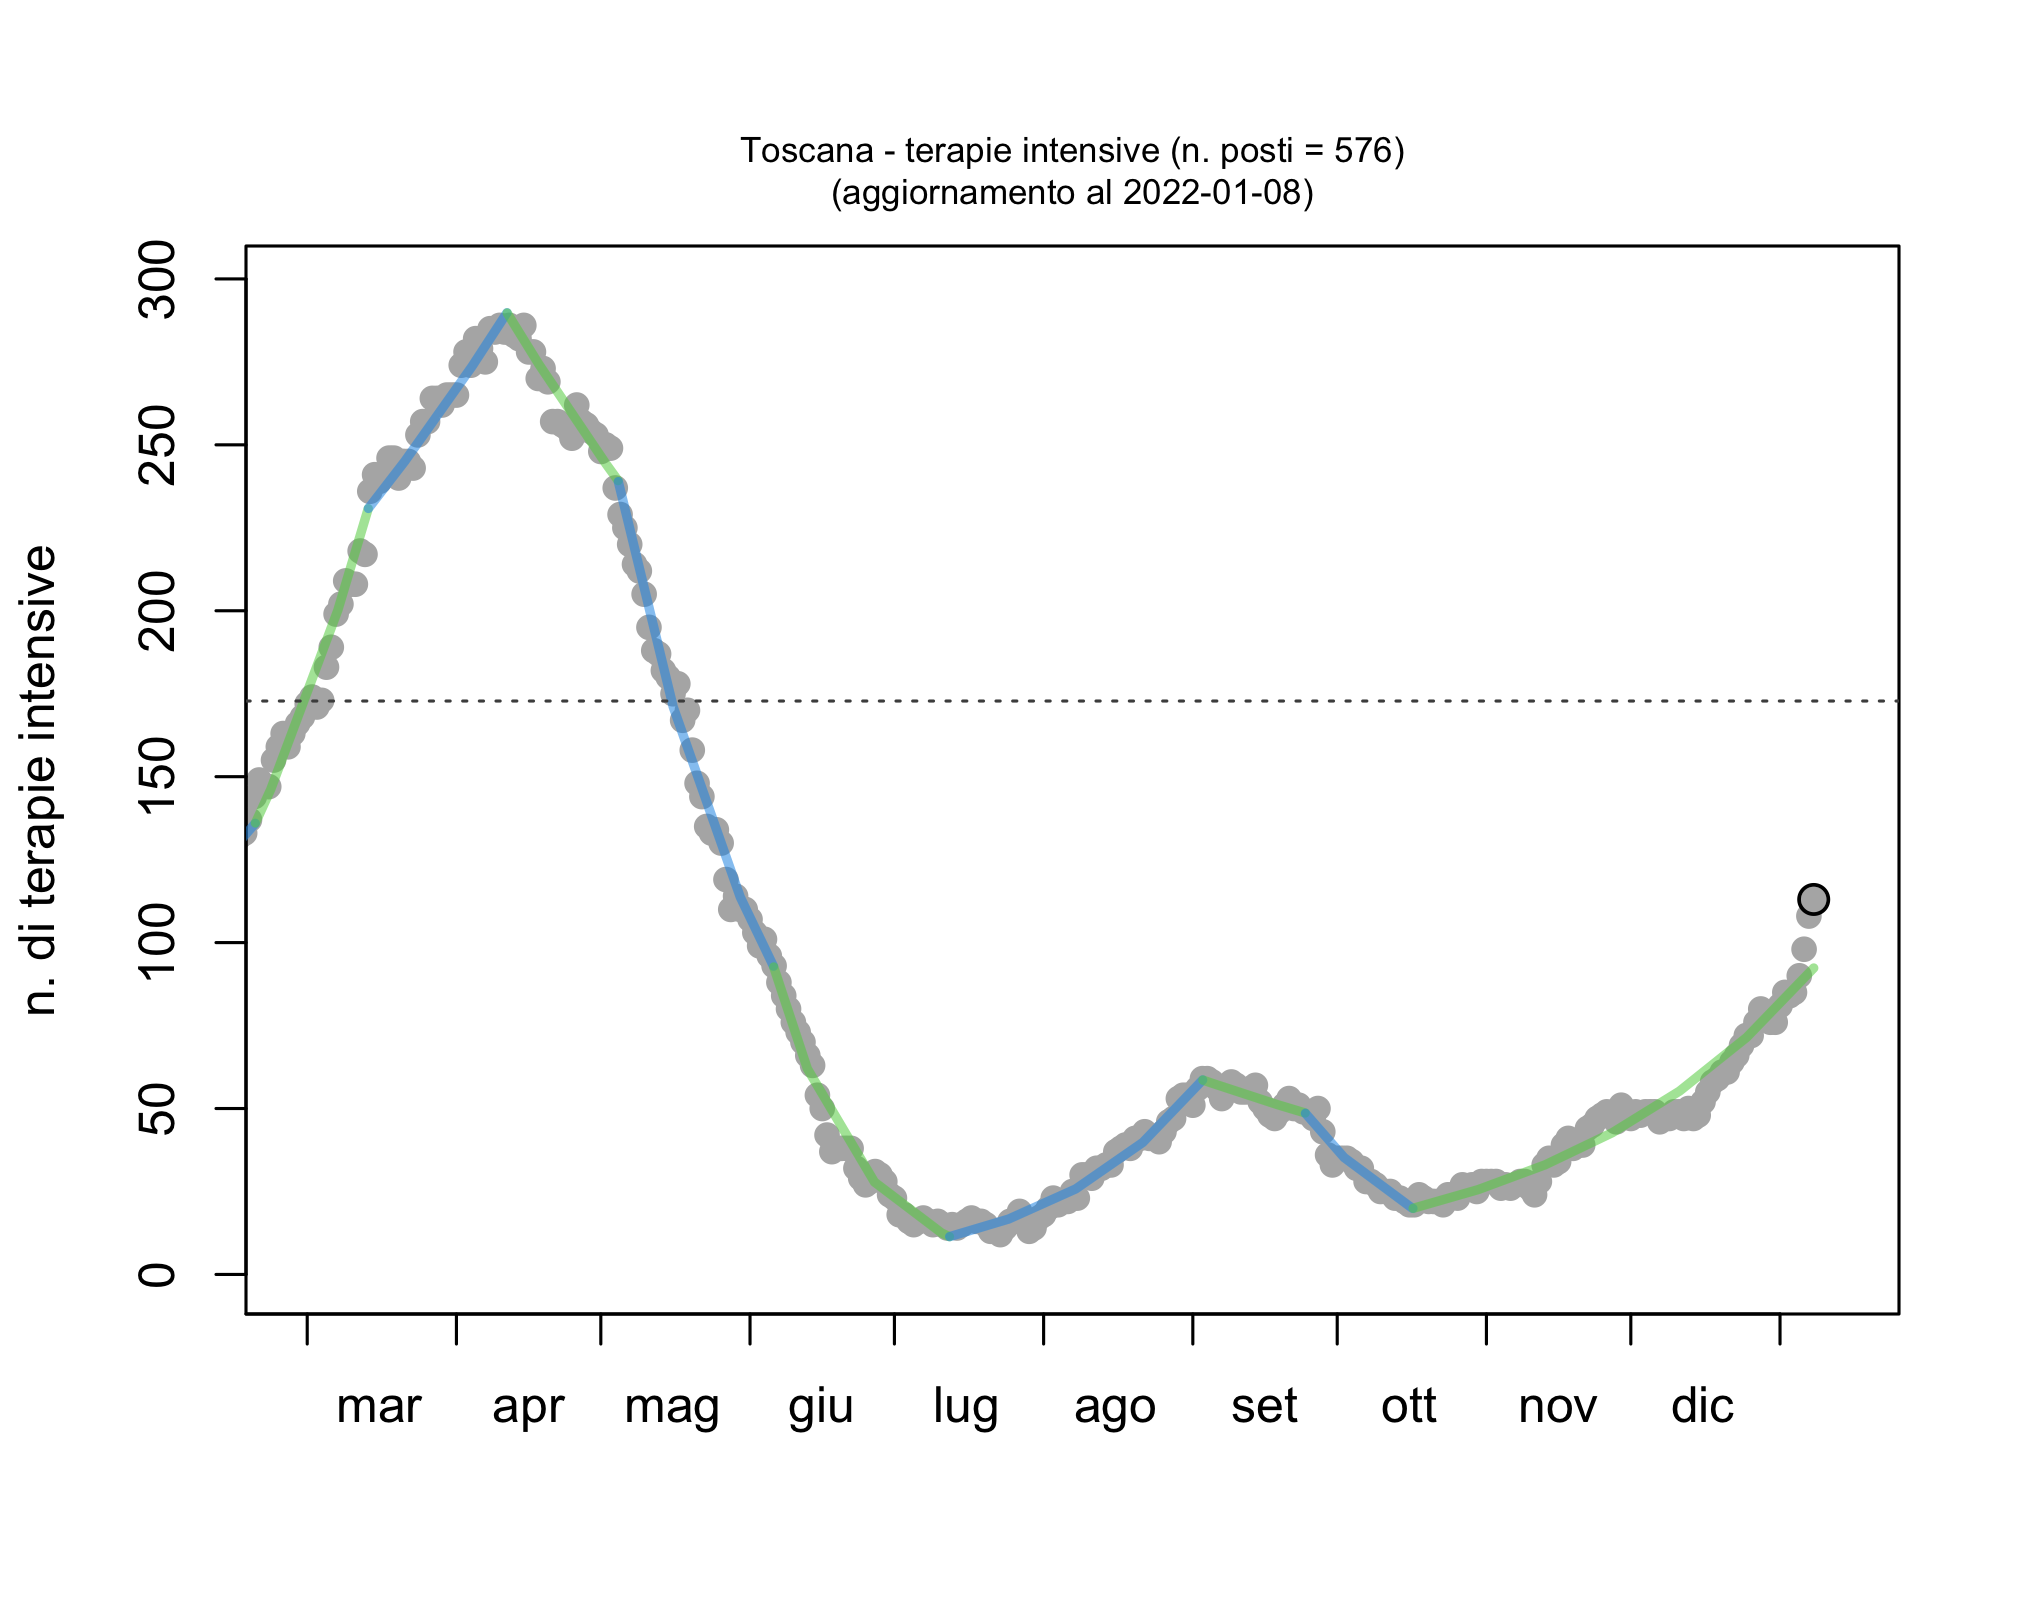 Toscana - terapie intensive (n. posti = 576)
(aggiornamento al 2022-01-08)
n. di terapie intensive
300
250
200
150
100
50
0
mar apr mag giu lug ago set ott nov dic